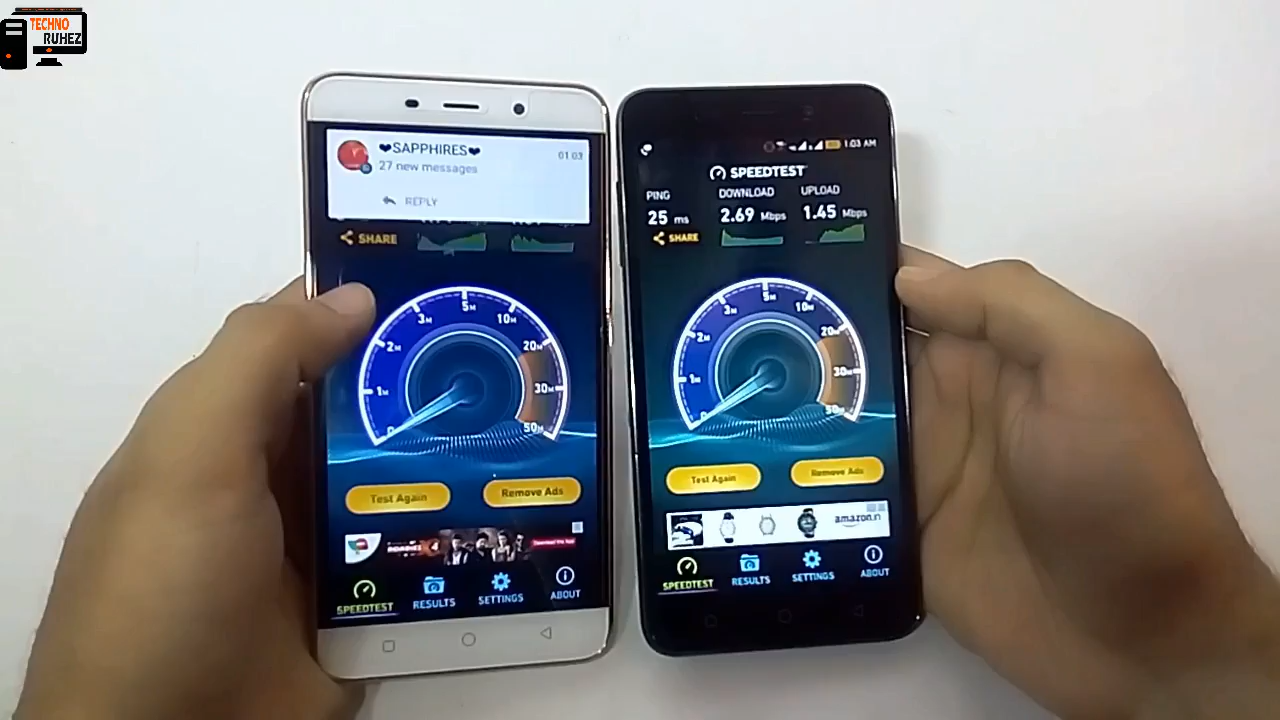 TECHNO
RUHEZ
❤SAPPHIRES❤
01:03
27 new messages
REPLY
SHARE
5M
3M
10M
2M
20M
1M
30M
0
50M
Test Again
Remove Ads
ROADIES
SPEEDTEST
RESULTS
SETTINGS
ABOUT
1:03 AM
SPEEDTEST
PING
DOWNLOAD
UPLOAD
25 ms
2.69 Mbps
1.45 Mbps
SHARE
5M
3M
10M
2M
20M
1M
30M
0
50M
Test Again
Remove Ads
amazon.in
SPEEDTEST
RESULTS
SETTINGS
ABOUT